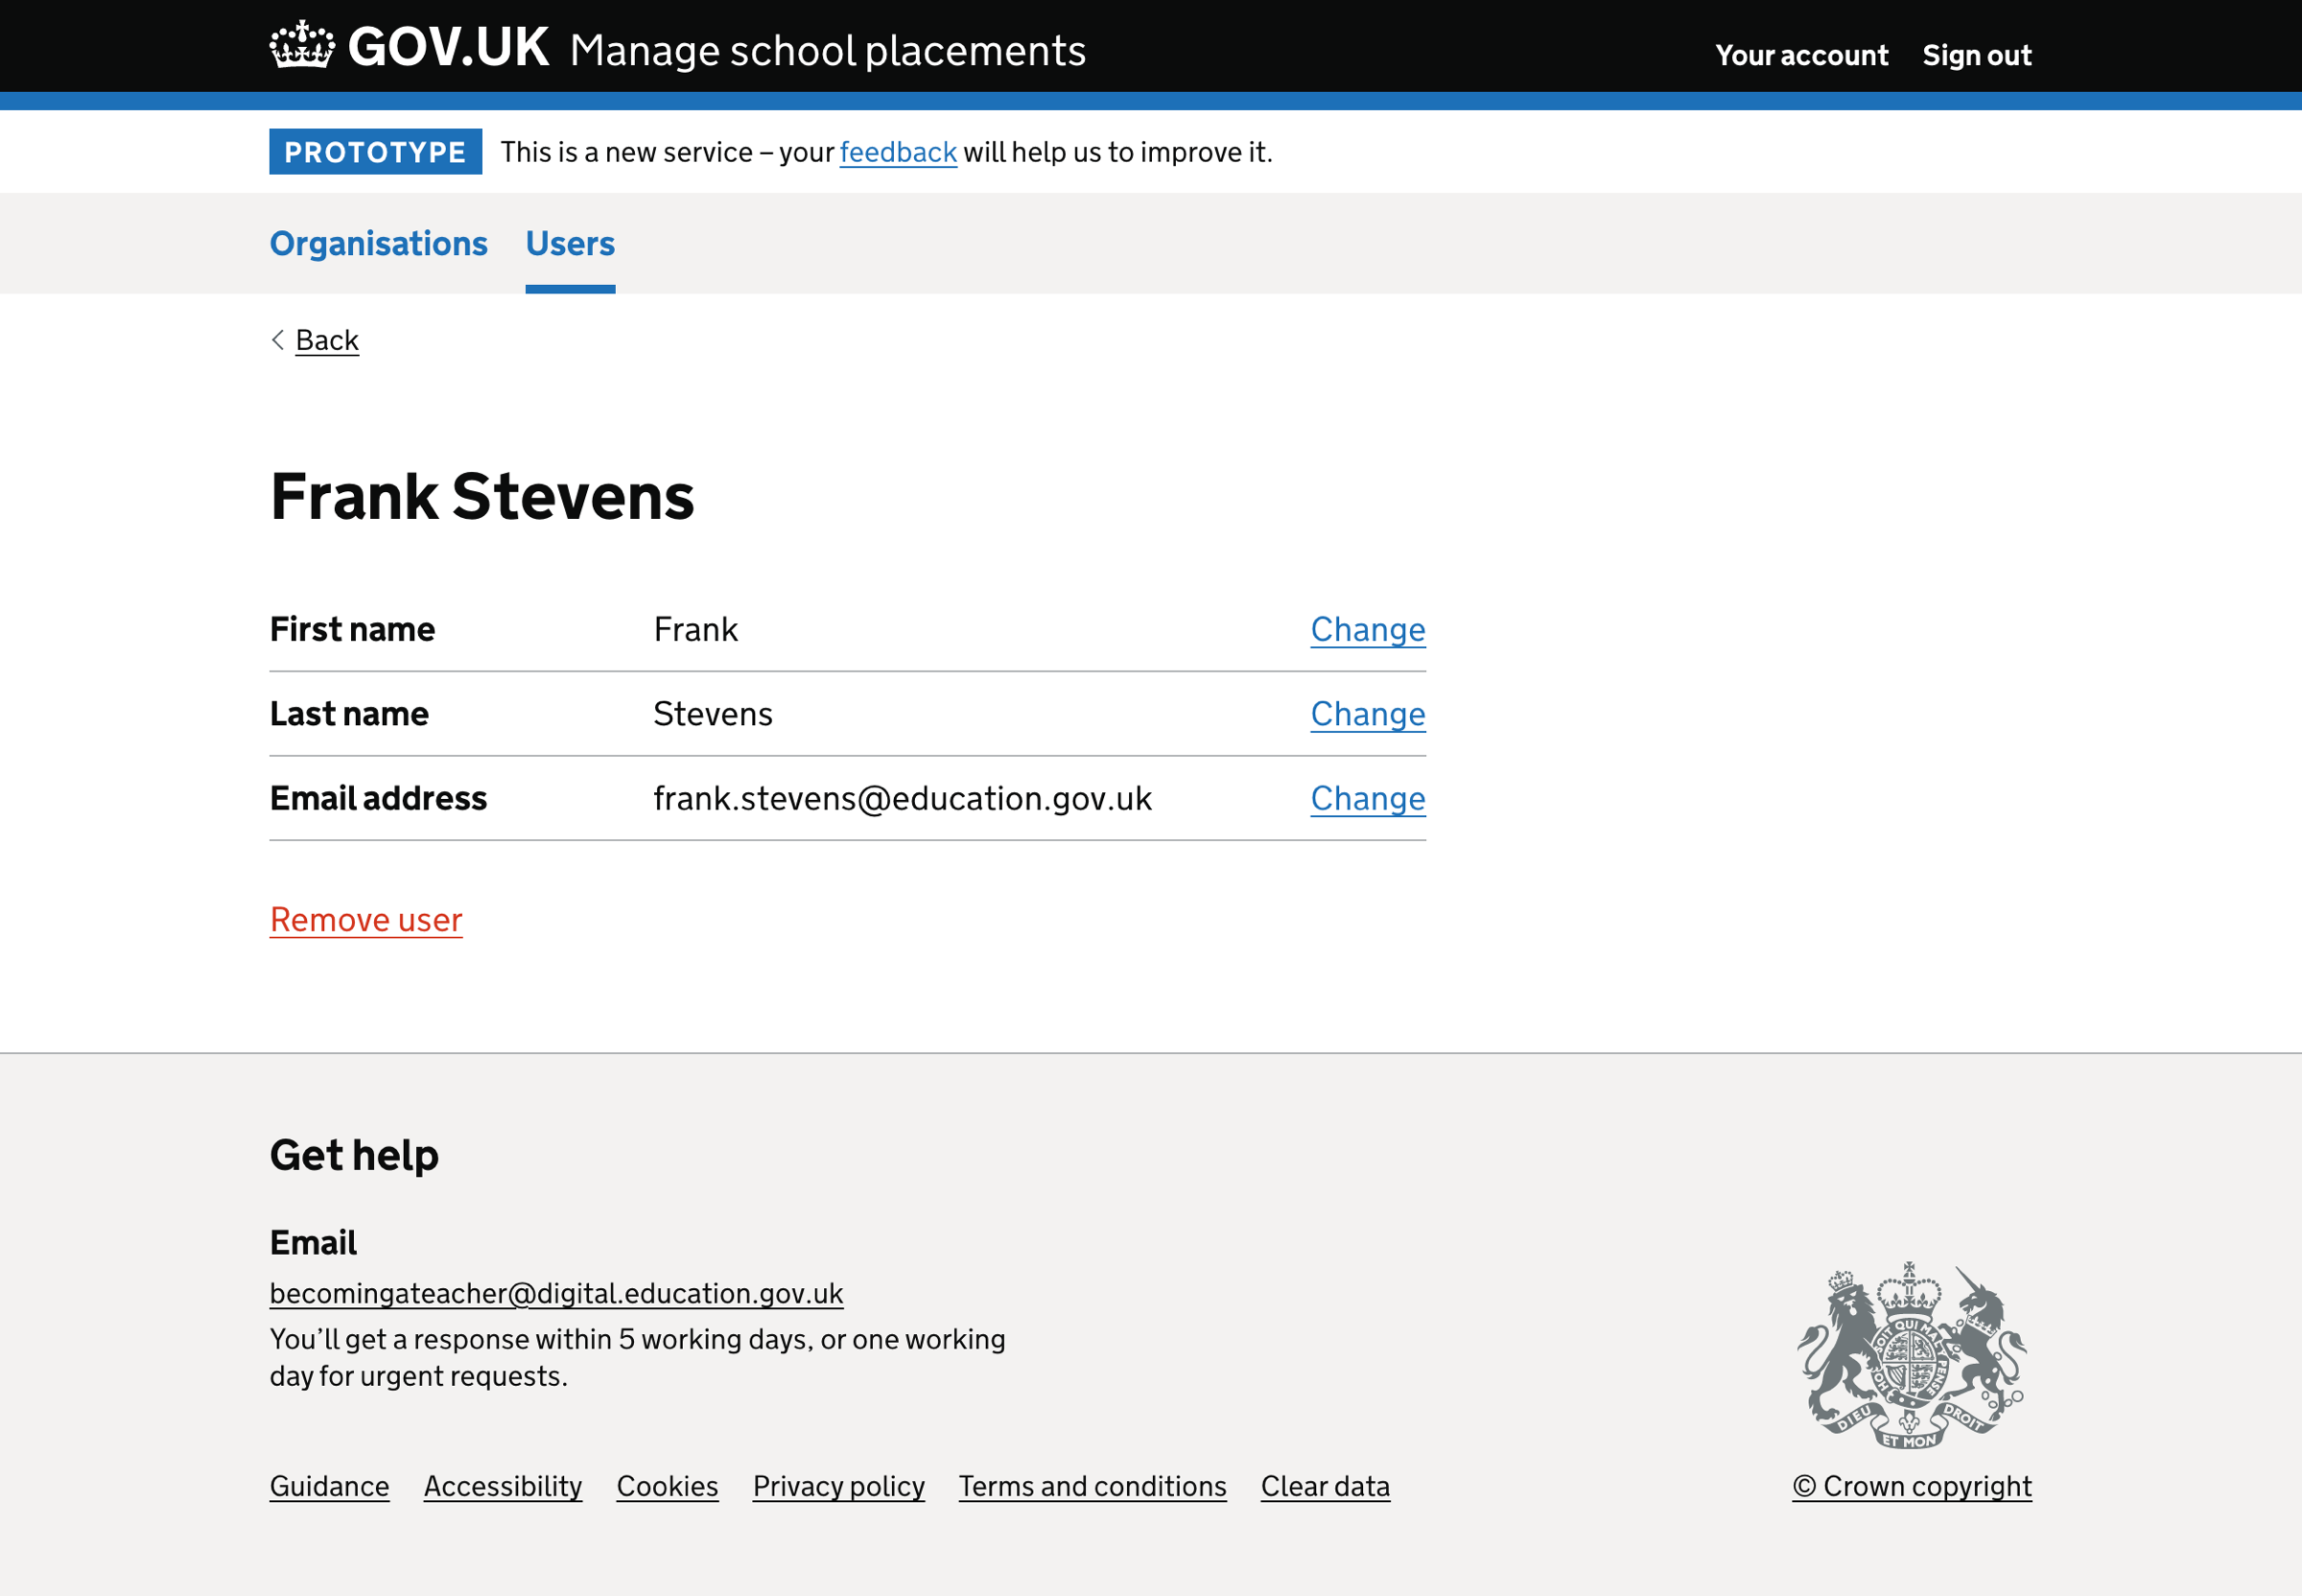 GOV.UK Manage school placements Your account Sign out
PROTOTYPE This is a new service – your feedback will help us to improve it.
Organisations Users
Back
Frank Stevens
First name Frank Change
Last name Stevens Change
Email address frank.stevens@education.gov.uk Change
Remove user
Get help
Email
becomingateacher@digital.education.gov.uk
You’ll get a response within 5 working days, or one working
day for urgent requests.
DIEU ET MON DROIT
Guidance Accessibility Cookies Privacy policy Terms and conditions Clear data © Crown copyright